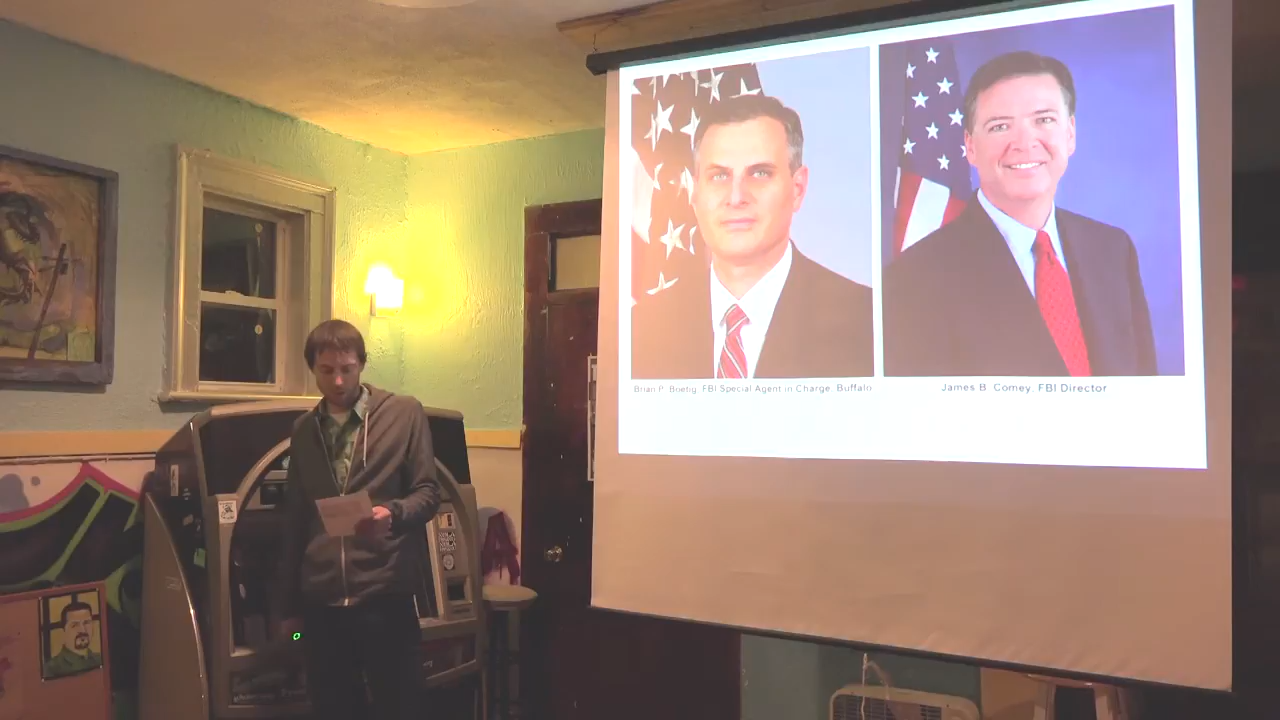 Brian P. Boetig, FBI Special Agent in Charge, Buffalo
James B. Comey, FBI Director